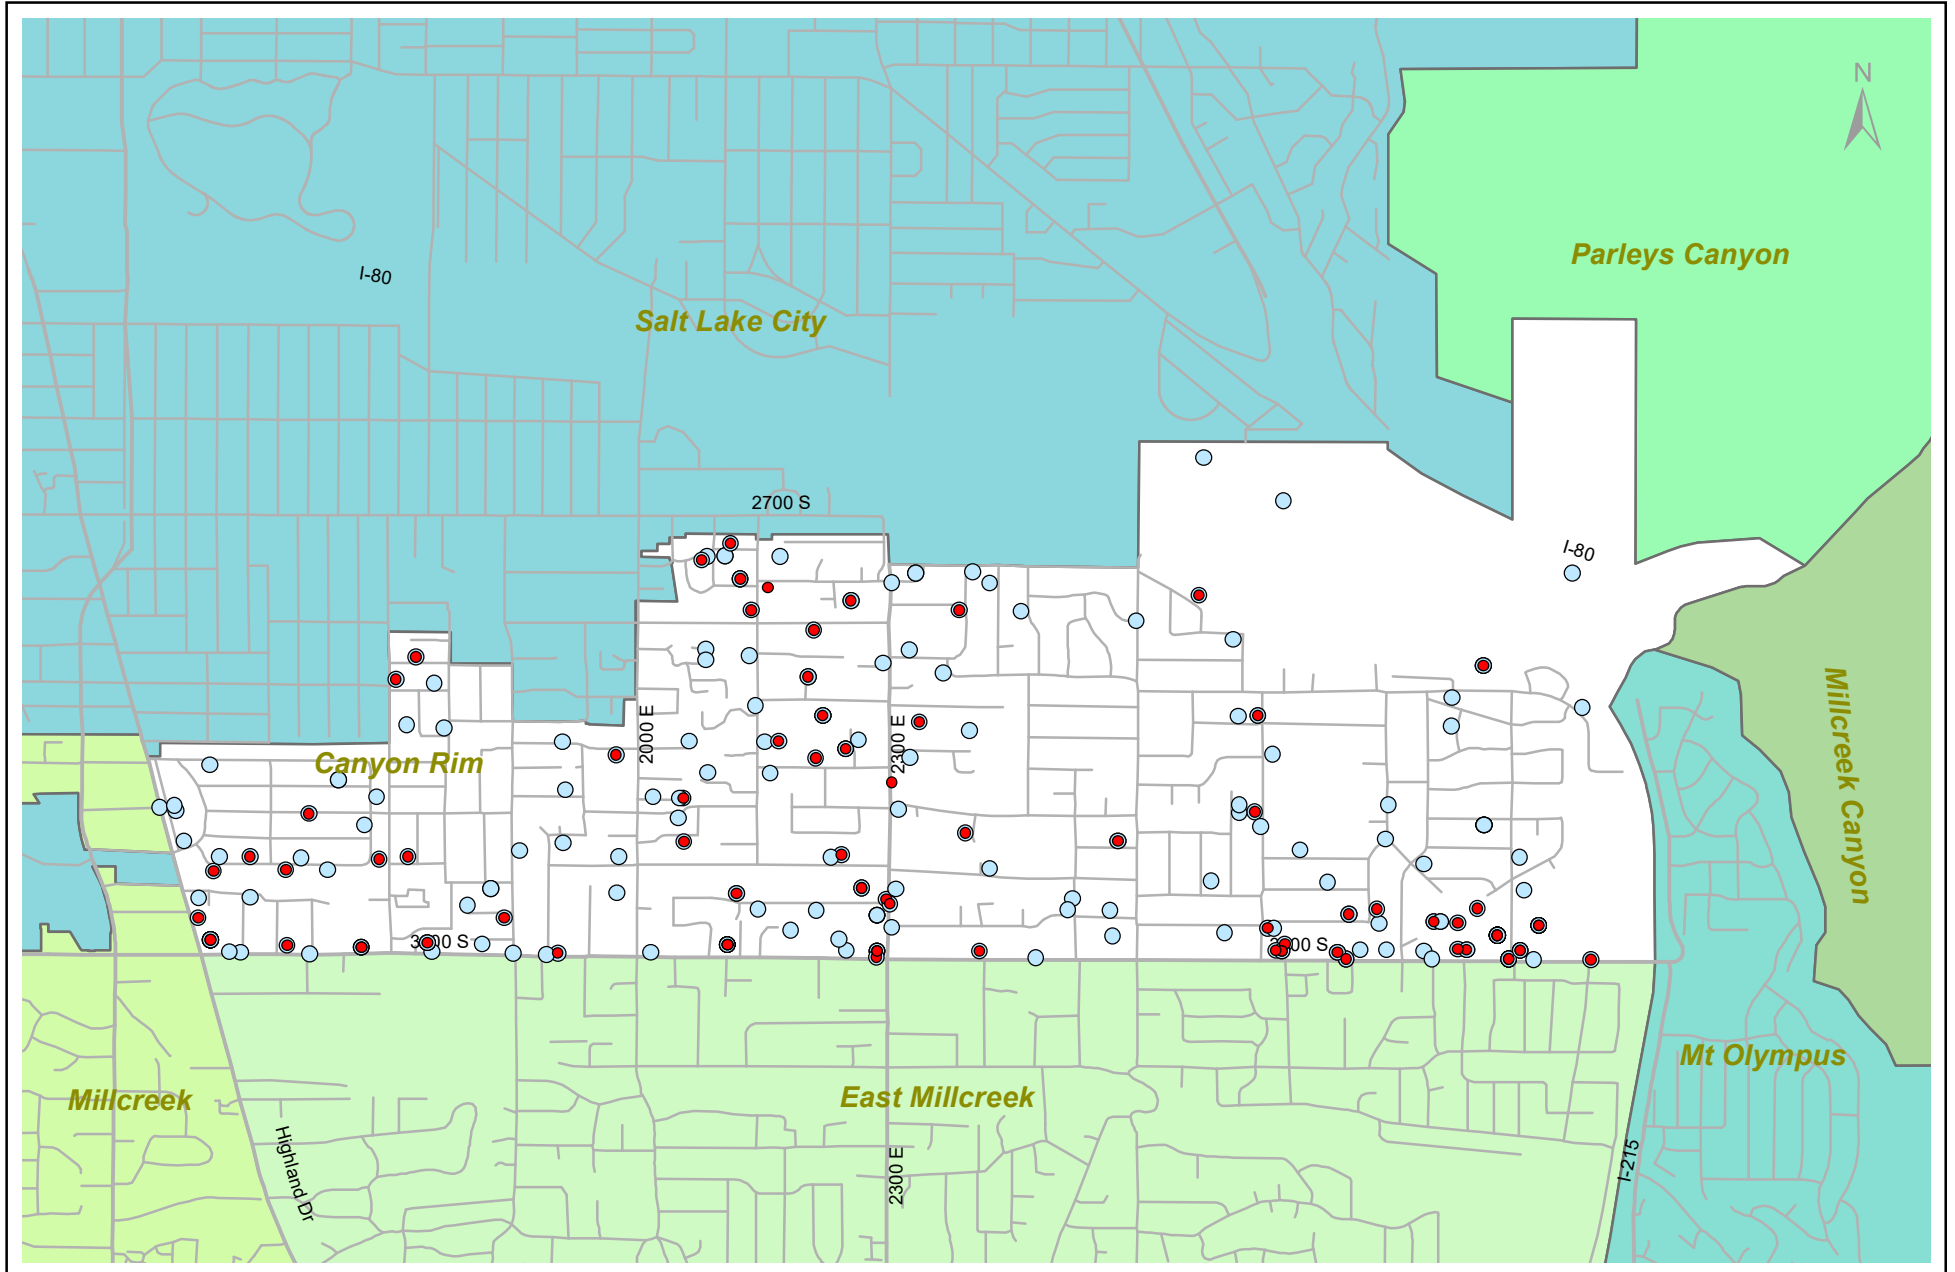 N
Parleys Canyon
I-80
Salt Lake City
2700 S
I-80
2000 E
2300 E
Canyon Rim
Millcreek Canyon
3300 S
Mt Olympus
Millcreek
East Millcreek
Highland Dr
2300 E
I-215